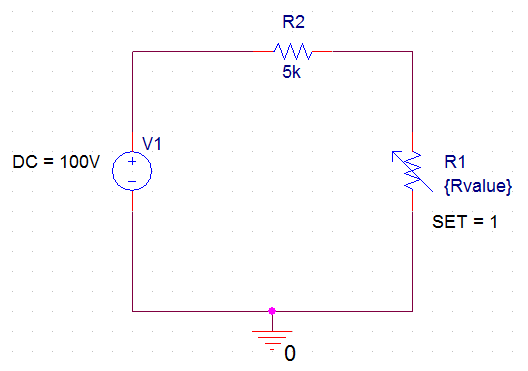 R2
5k
V1
DC = 100V
+
−
R1
{Rvalue}
SET = 1
0